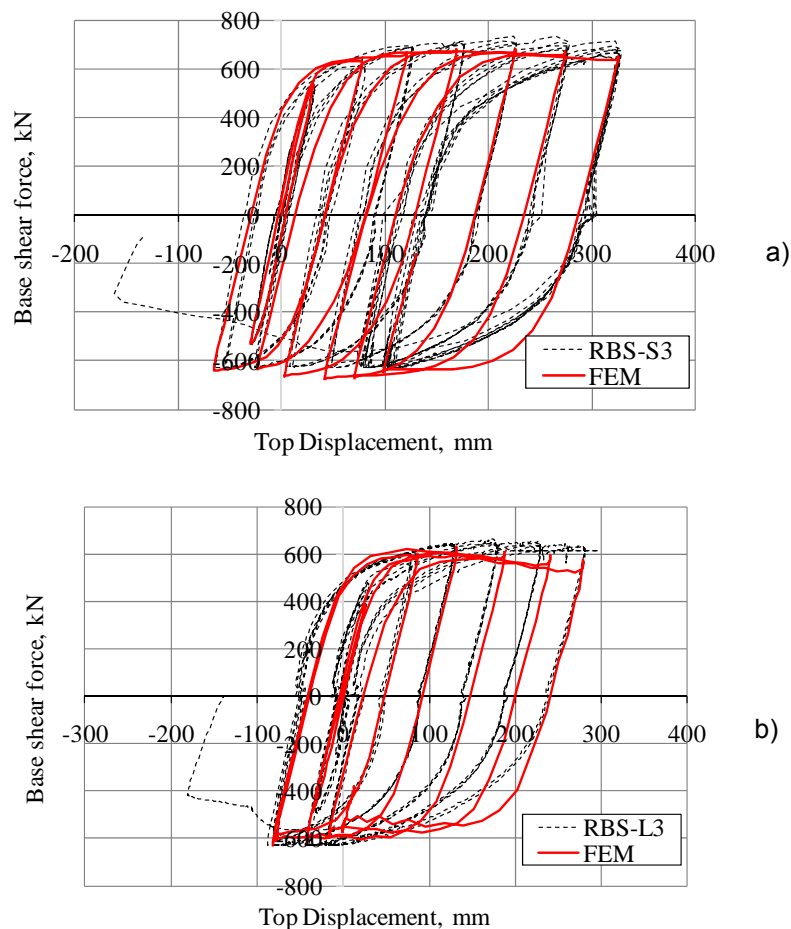 800
600
400
200
0
-200
-400
-600
-800
-200 -100 0 100 200 300 400
Base shear force, kN
Top Displacement, mm
RBS-S3
FEM
a)
800
600
400
200
0
-200
-400
-600
-800
-300 -200 -100 0 100 200 300 400
Base shear force, kN
Top Displacement, mm
RBS-L3
FEM
b)